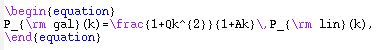 \begin{equation}
P_{\rm gal}(k)=\frac{1+Qk^{2}}{1+Ak}\,P_{\rm lin}(k),
\end{equation}